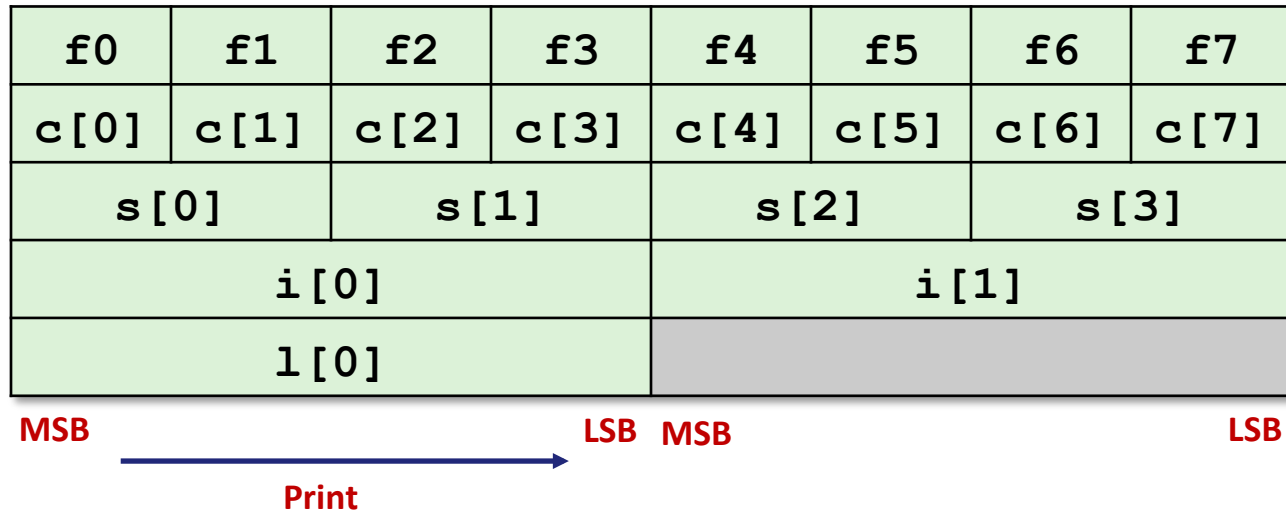 f0 f1 f2 f3 f4 f5 f6 f7
c[0] c[1] c[2] c[3] c[4] c[5] c[6] c[7]
s[0] s[1] s[2] s[3]
i[0] i[1]
l[0]
MSB LSB MSB LSB
Print